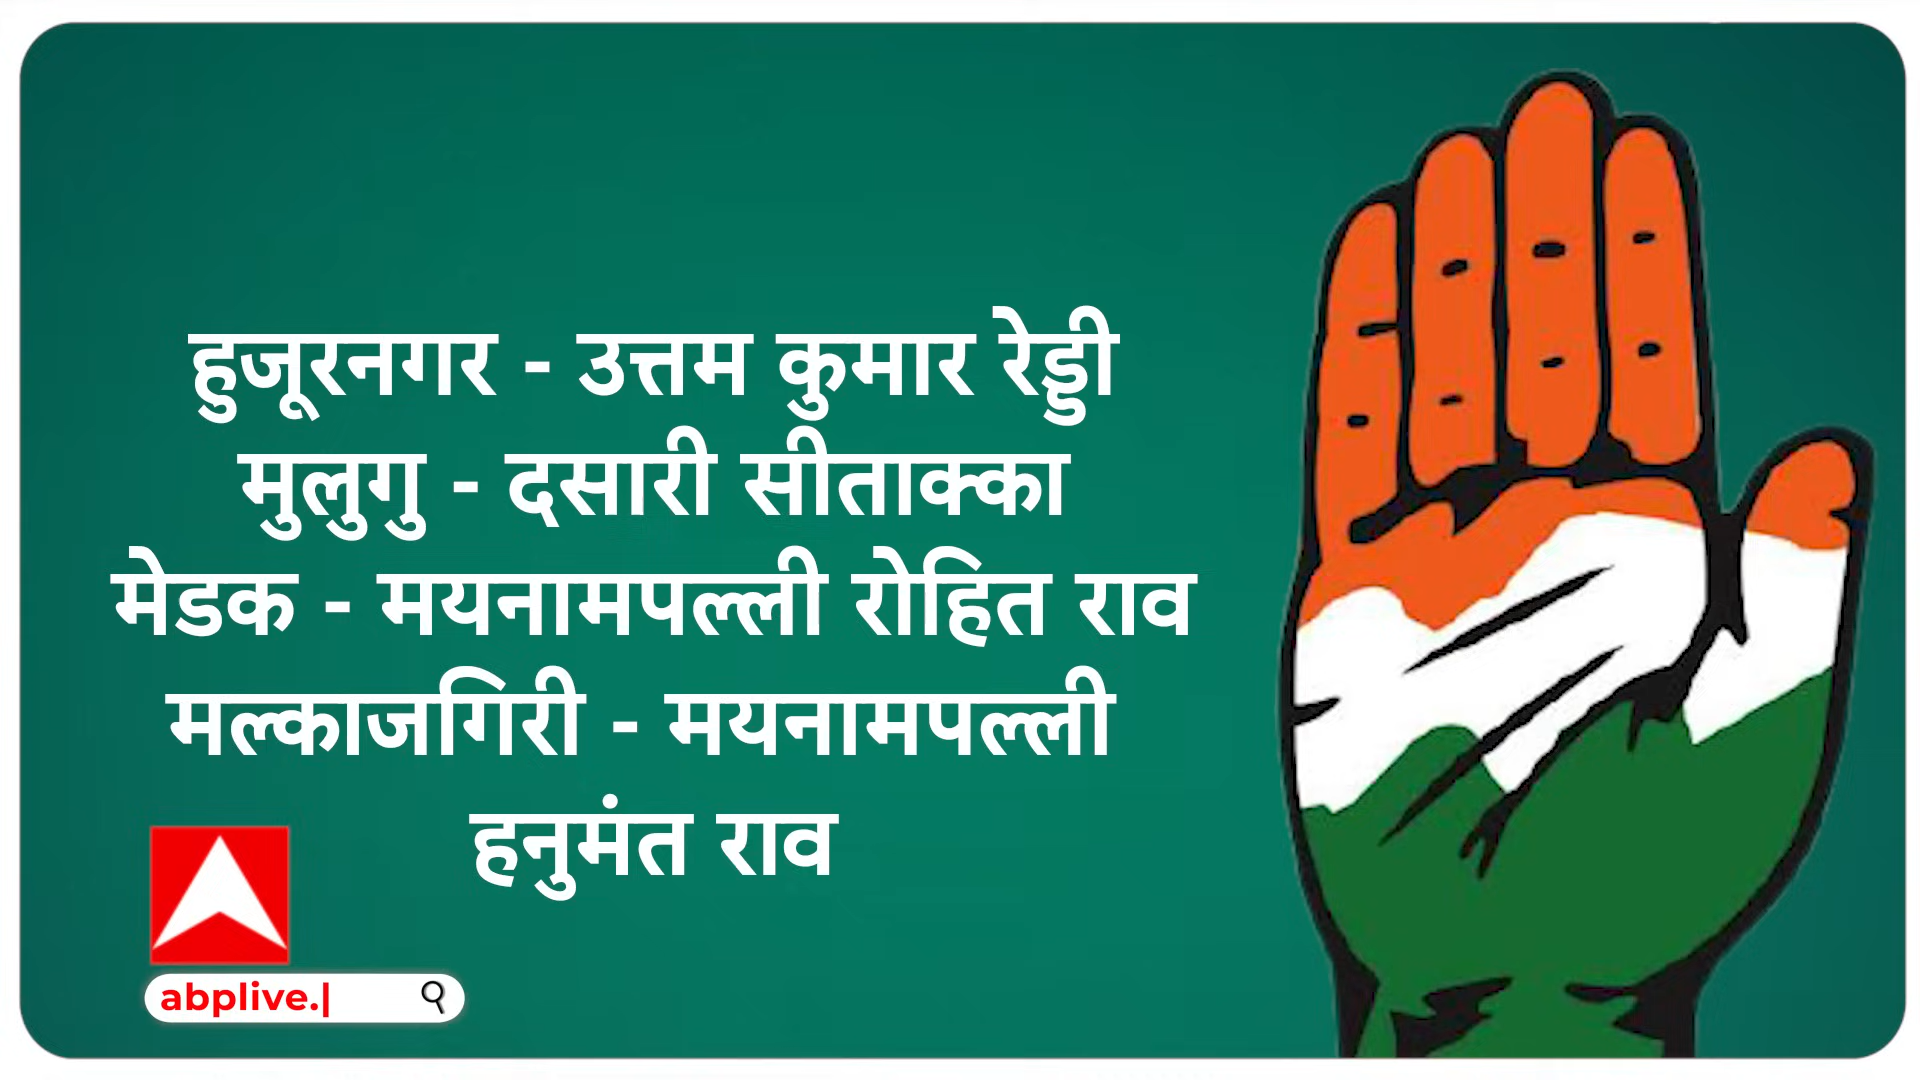 हुजूरनगर - उत्तम कुमार रेड्डी
मुलुगु - दसारी सीताक्का
मेडक - मयनामपल्ली रोहित राव
मल्काजगिरी - मयनामपल्ली
हनुमंत राव
abplive.|